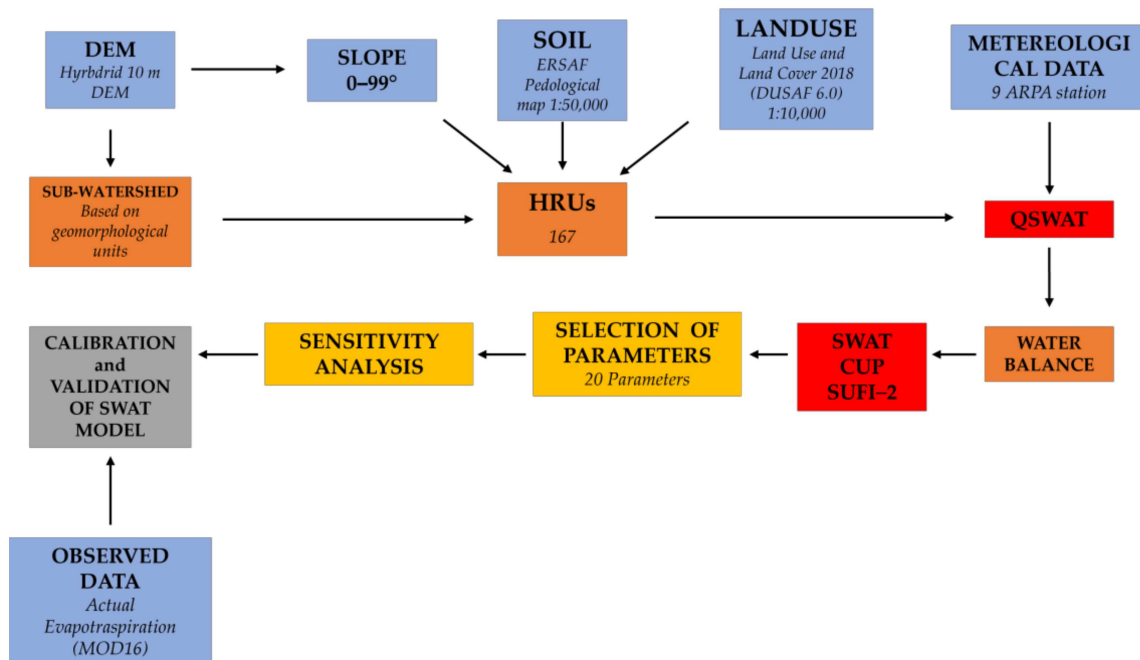 DEM
Hyrbdrid 10 m
DEM
SLOPE
0–99°
SOIL
ERSAF
Pedological
map 1:50,000
LANDUSE
Land Use and
Land Cover 2018
(DUSAF 6.0)
1:10,000
METEREOLOGI
CAL DATA
9 ARPA station
SUB-WATERSHED
Based on
geomorphological
units
HRUs
167
QSWAT
CALIBRATION
and
VALIDATION
OF SWAT
MODEL
SENSITIVITY
ANALYSIS
SELECTION OF
PARAMETERS
20 Parameters
SWAT
CUP
SUFI–2
WATER
BALANCE
OBSERVED
DATA
Actual
Evapotraspiration
(MOD16)